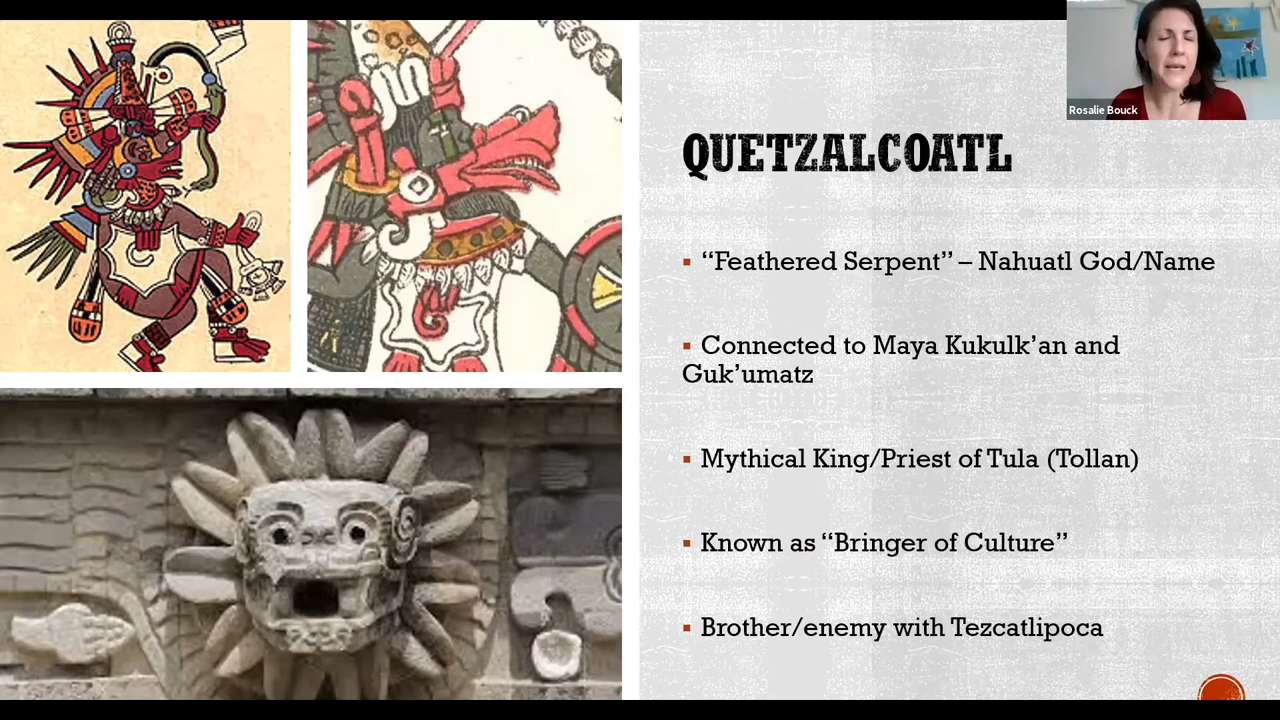 Rosalie Bouck
QUETZALCOATL
▪ “Feathered Serpent” – Nahuatl God/Name
▪ Connected to Maya Kukulk’an and
Guk’umatz
▪ Mythical King/Priest of Tula (Tollan)
▪ Known as “Bringer of Culture”
▪ Brother/enemy with Tezcatlipoca